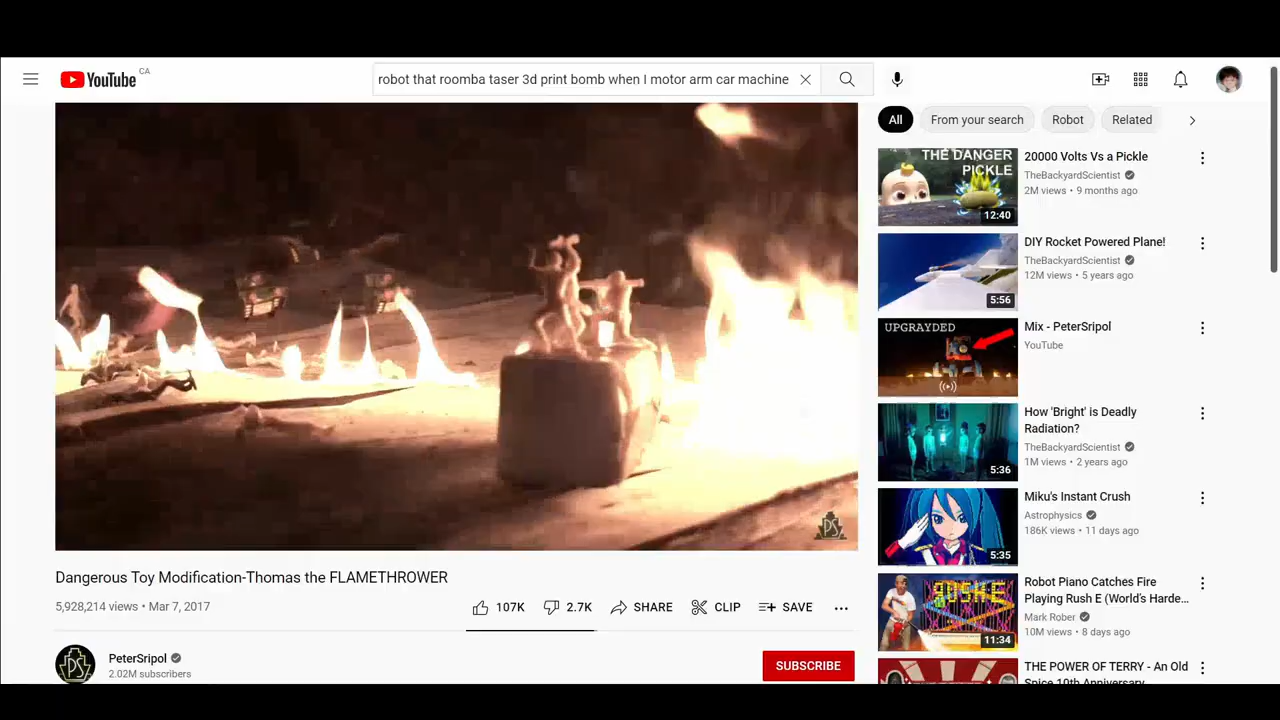 YouTube CA
robot that roomba taser 3d print bomb when I motor arm car machine
All
From your search
Robot
Related
THE DANGER
PICKLE
12:40
20000 Volts Vs a Pickle
TheBackyardScientist
2M views • 9 months ago
5:56
DIY Rocket Powered Plane!
TheBackyardScientist
12M views • 5 years ago
UPGRAYDED
Mix - PeterSripol
YouTube
5:36
How 'Bright' is Deadly
Radiation?
TheBackyardScientist
1M views • 2 years ago
5:35
Miku's Instant Crush
Astrophysics
186K views • 11 days ago
11:34
Robot Piano Catches Fire
Playing Rush E (World's Harde...
Mark Rober
10M views • 8 days ago
THE POWER OF TERRY - An Old
Spice 10th Anniversary
PS
Dangerous Toy Modification-Thomas the FLAMETHROWER
5,928,214 views • Mar 7, 2017
107K
2.7K
SHARE
CLIP
SAVE
PS
PeterSripol
2.02M subscribers
SUBSCRIBE